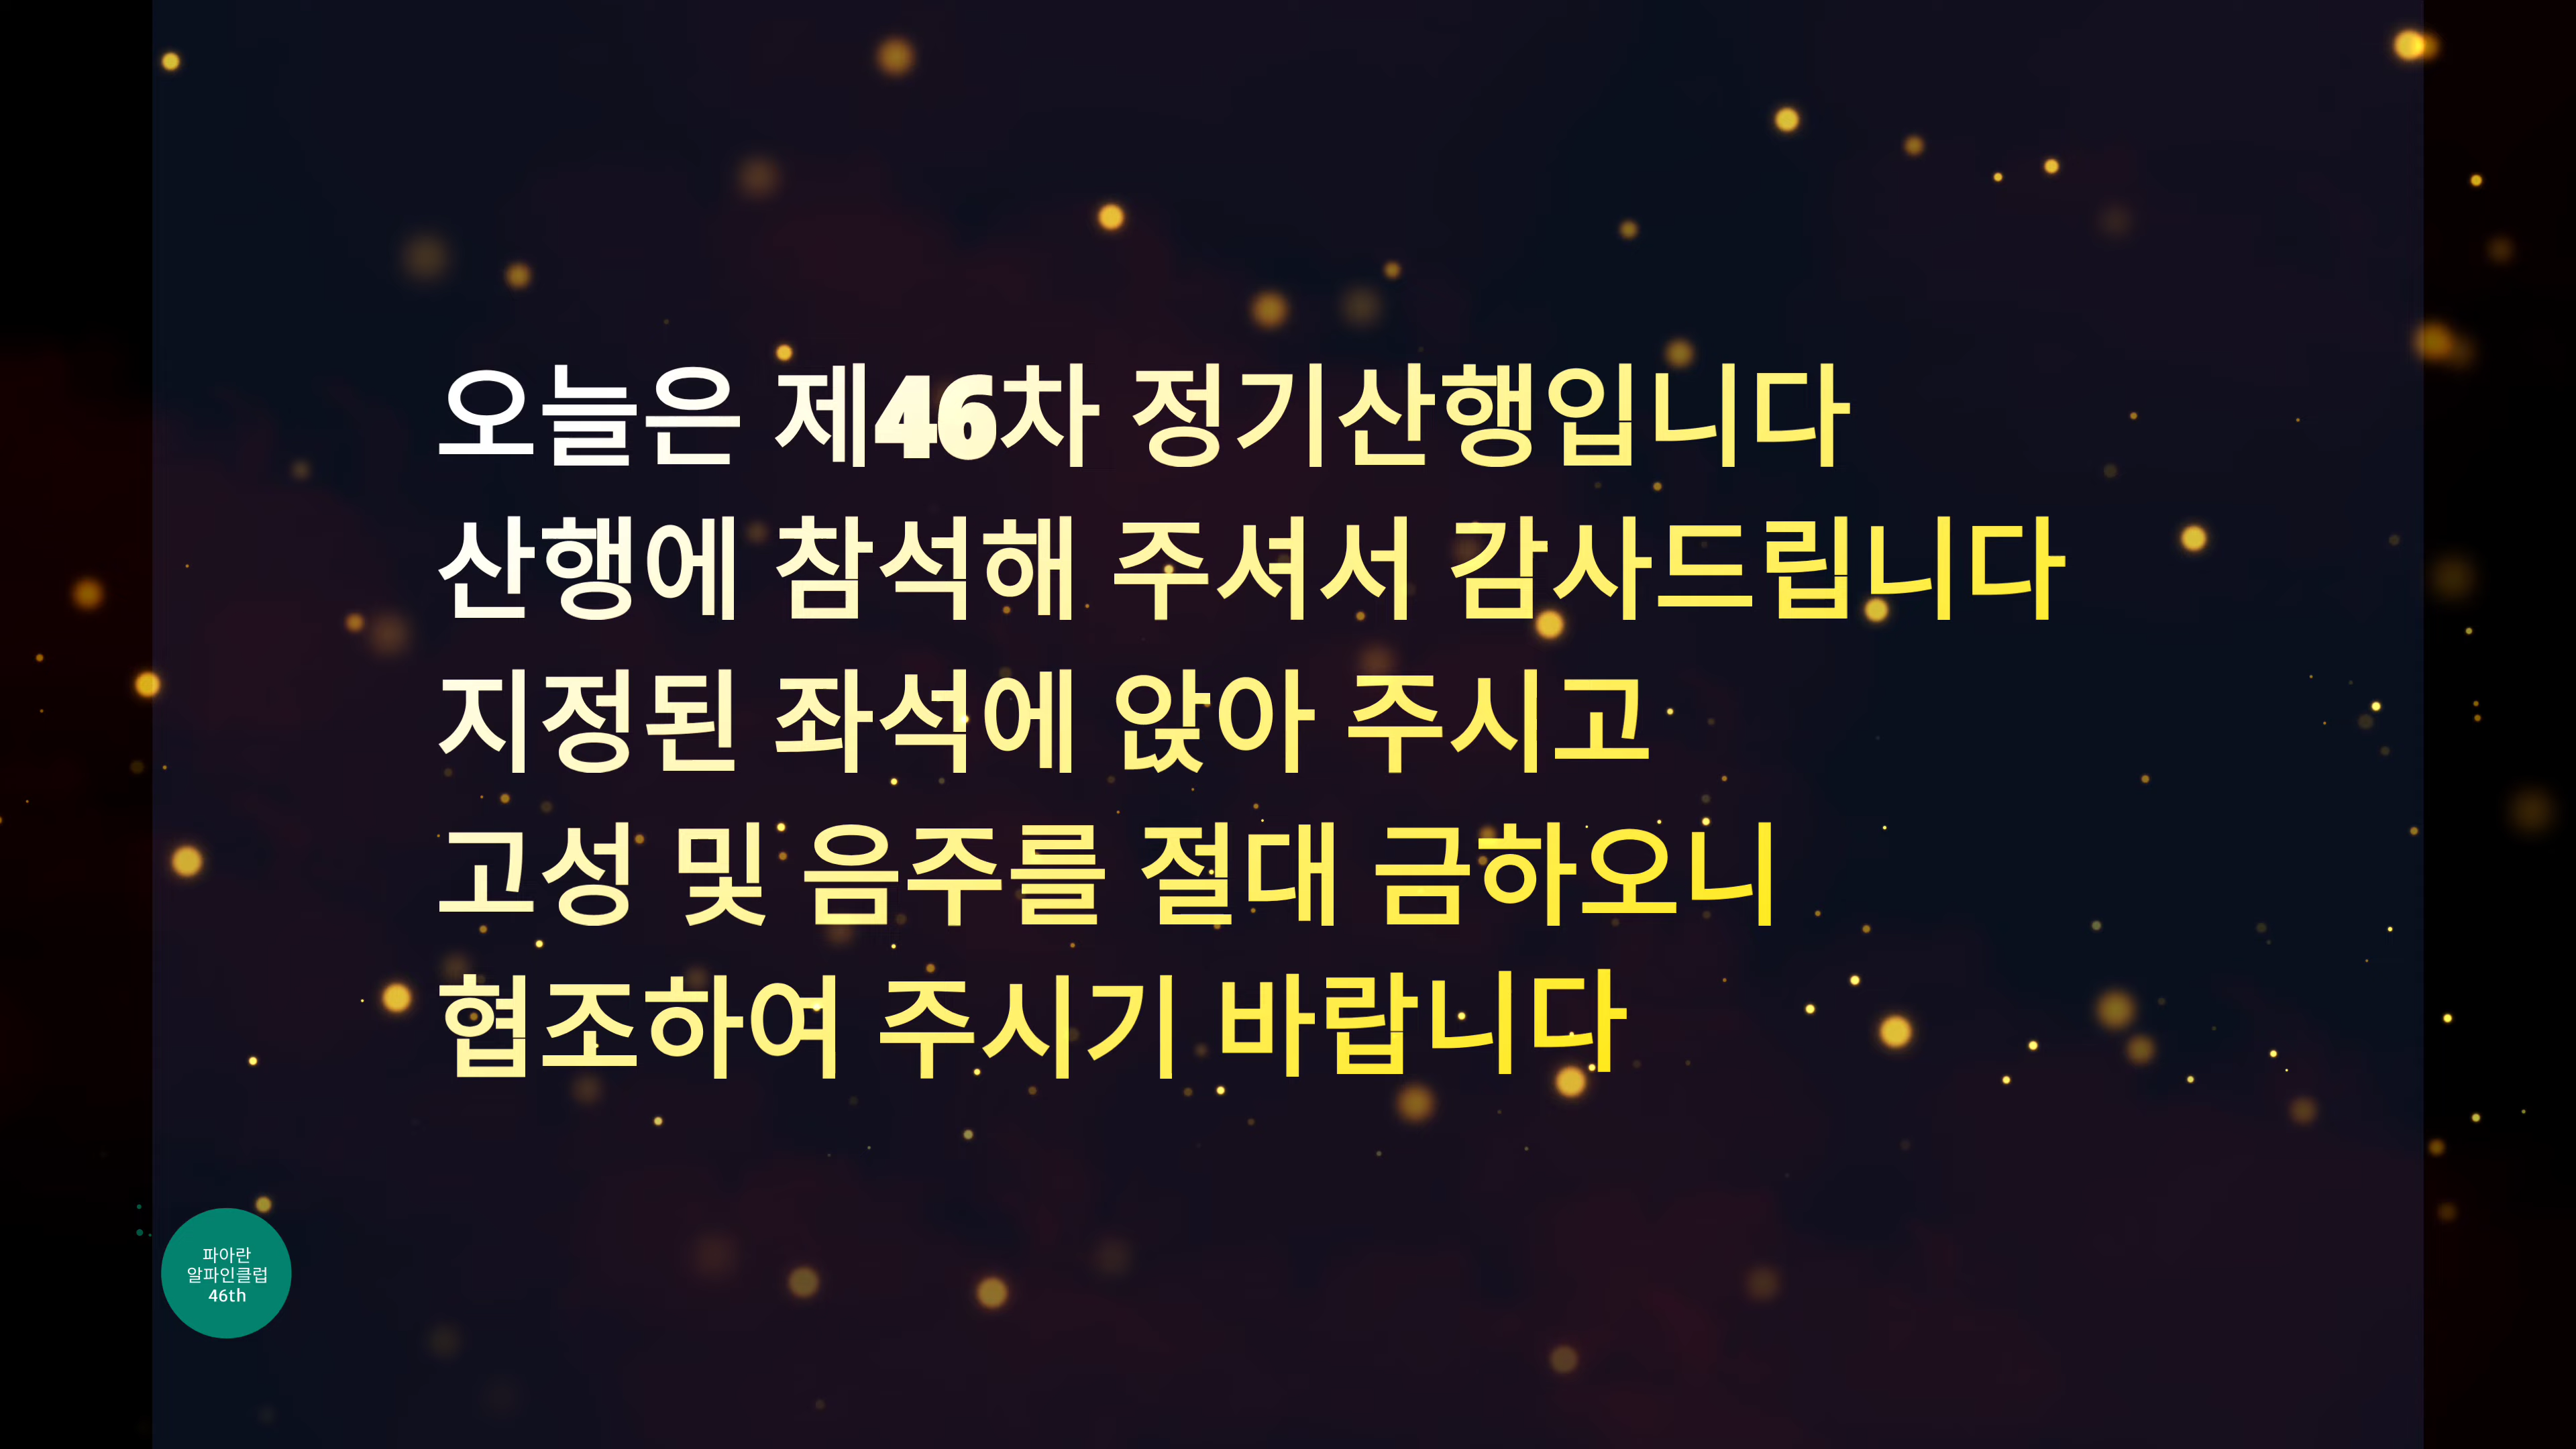 오늘은 제46차 정기산행입니다
산행에 참석해 주셔서 감사드립니다
지정된 좌석에 앉아 주시고
고성 및 음주를 절대 금하오니
협조하여 주시기 바랍니다
파아란
알파인클럽
46th